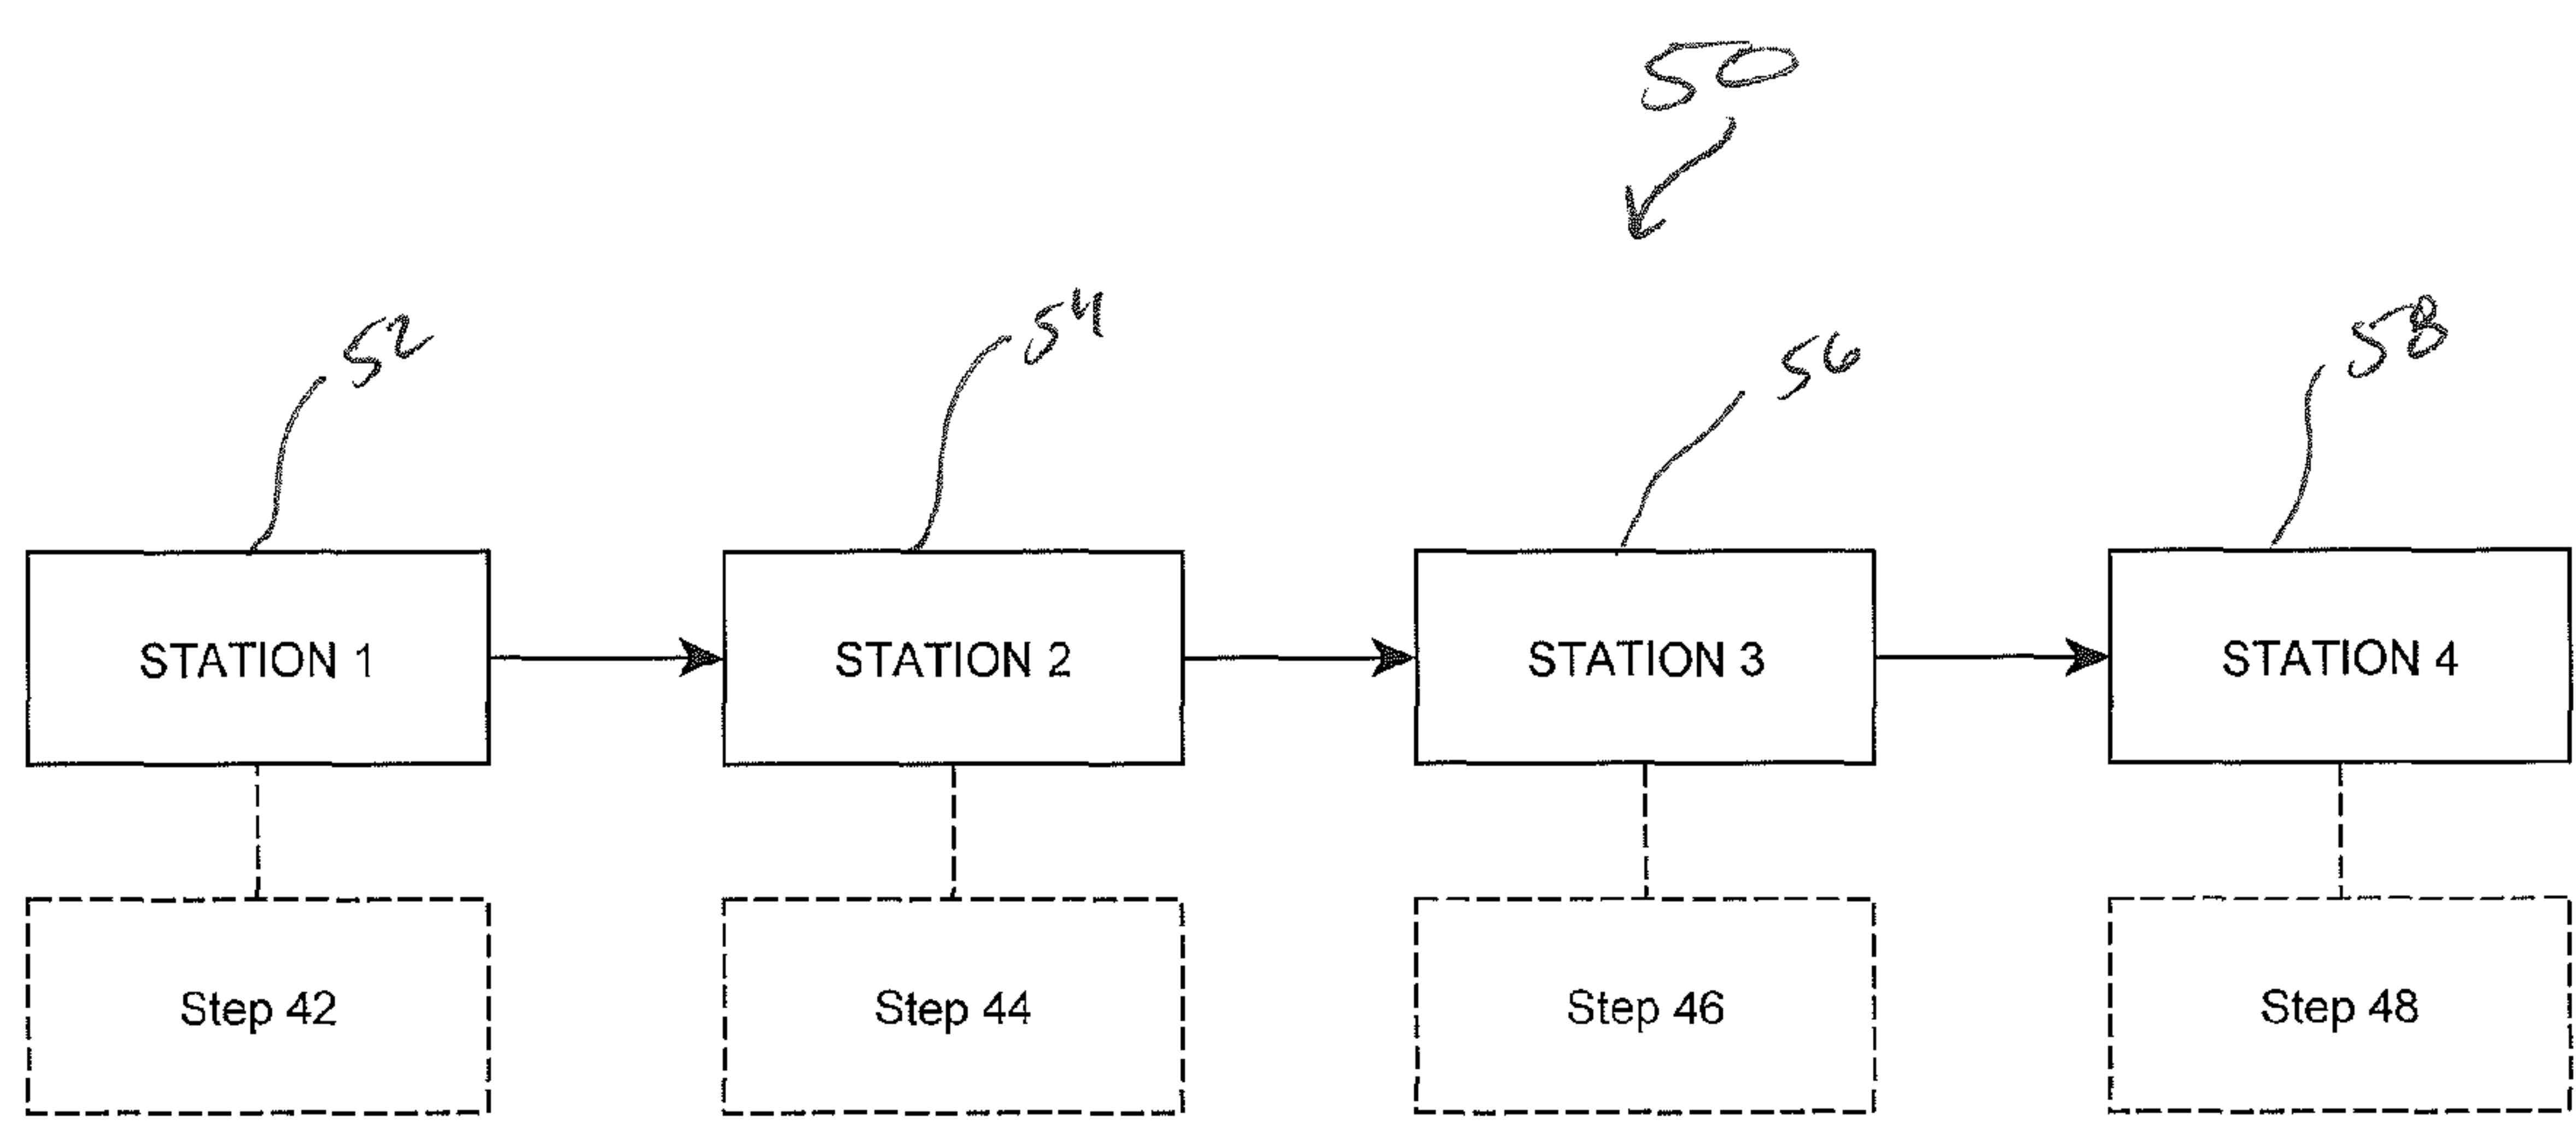 50
52 54 56 58
STATION 1 STATION 2 STATION 3 STATION 4
Step 42 Step 44 Step 46 Step 48